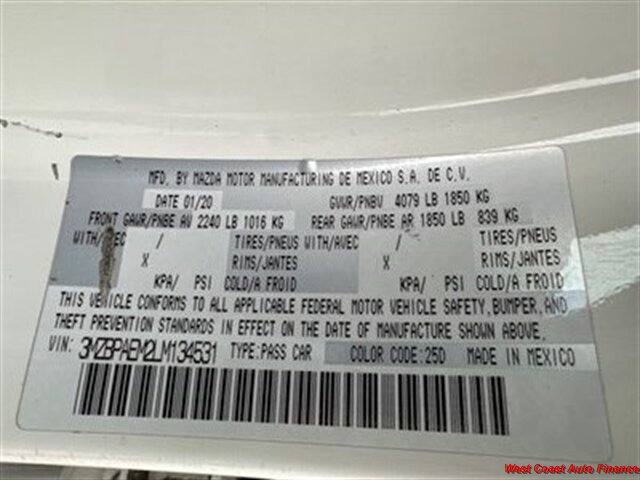 MFD. BY MAZDA MOTOR MANUFACTURING DE MEXICO S.A. DE C.V.
DATE 01/20 GVWR/PNBV 4079 LB 1850 KG
FRONT GAWR/PNBE AV 2240 LB 1016 KG REAR GAWR/PNBE AR 1850 LB 839 KG
WITH/AVEC / TIRES/PNEUS WITH/AVEC / TIRES/PNEUS
X RIMS/JANTES X RIMS/JANTES
KPA/ PSI COLD/A FROID KPA/ PSI COLD/A FROID
THIS VEHICLE CONFORMS TO ALL APPLICABLE FEDERAL MOTOR VEHICLE SAFETY, BUMPER, AND
THEFT PREVENTION STANDARDS IN EFFECT ON THE DATE OF MANUFACTURE SHOWN ABOVE.
VIN: 3MZBPAEM2LM134531 TYPE:PASS CAR COLOR CODE:25D MADE IN MEXICO
West Coast Auto Finance